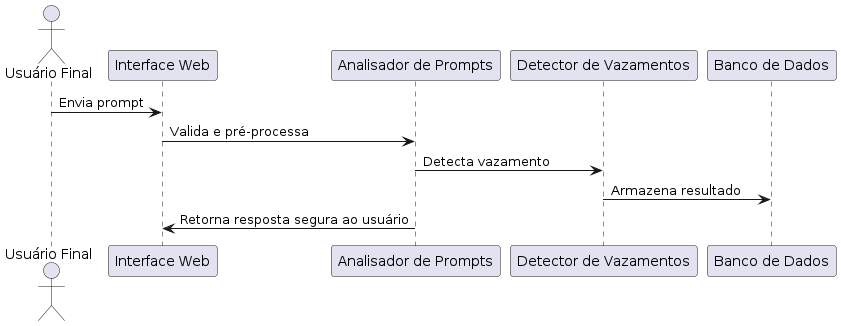 Usuário Final
Interface Web
Analisador de Prompts
Detector de Vazamentos
Banco de Dados
Envia prompt
Valida e pré-processa
Detecta vazamento
Armazena resultado
Retorna resposta segura ao usuário
Usuário Final
Interface Web
Analisador de Prompts
Detector de Vazamentos
Banco de Dados